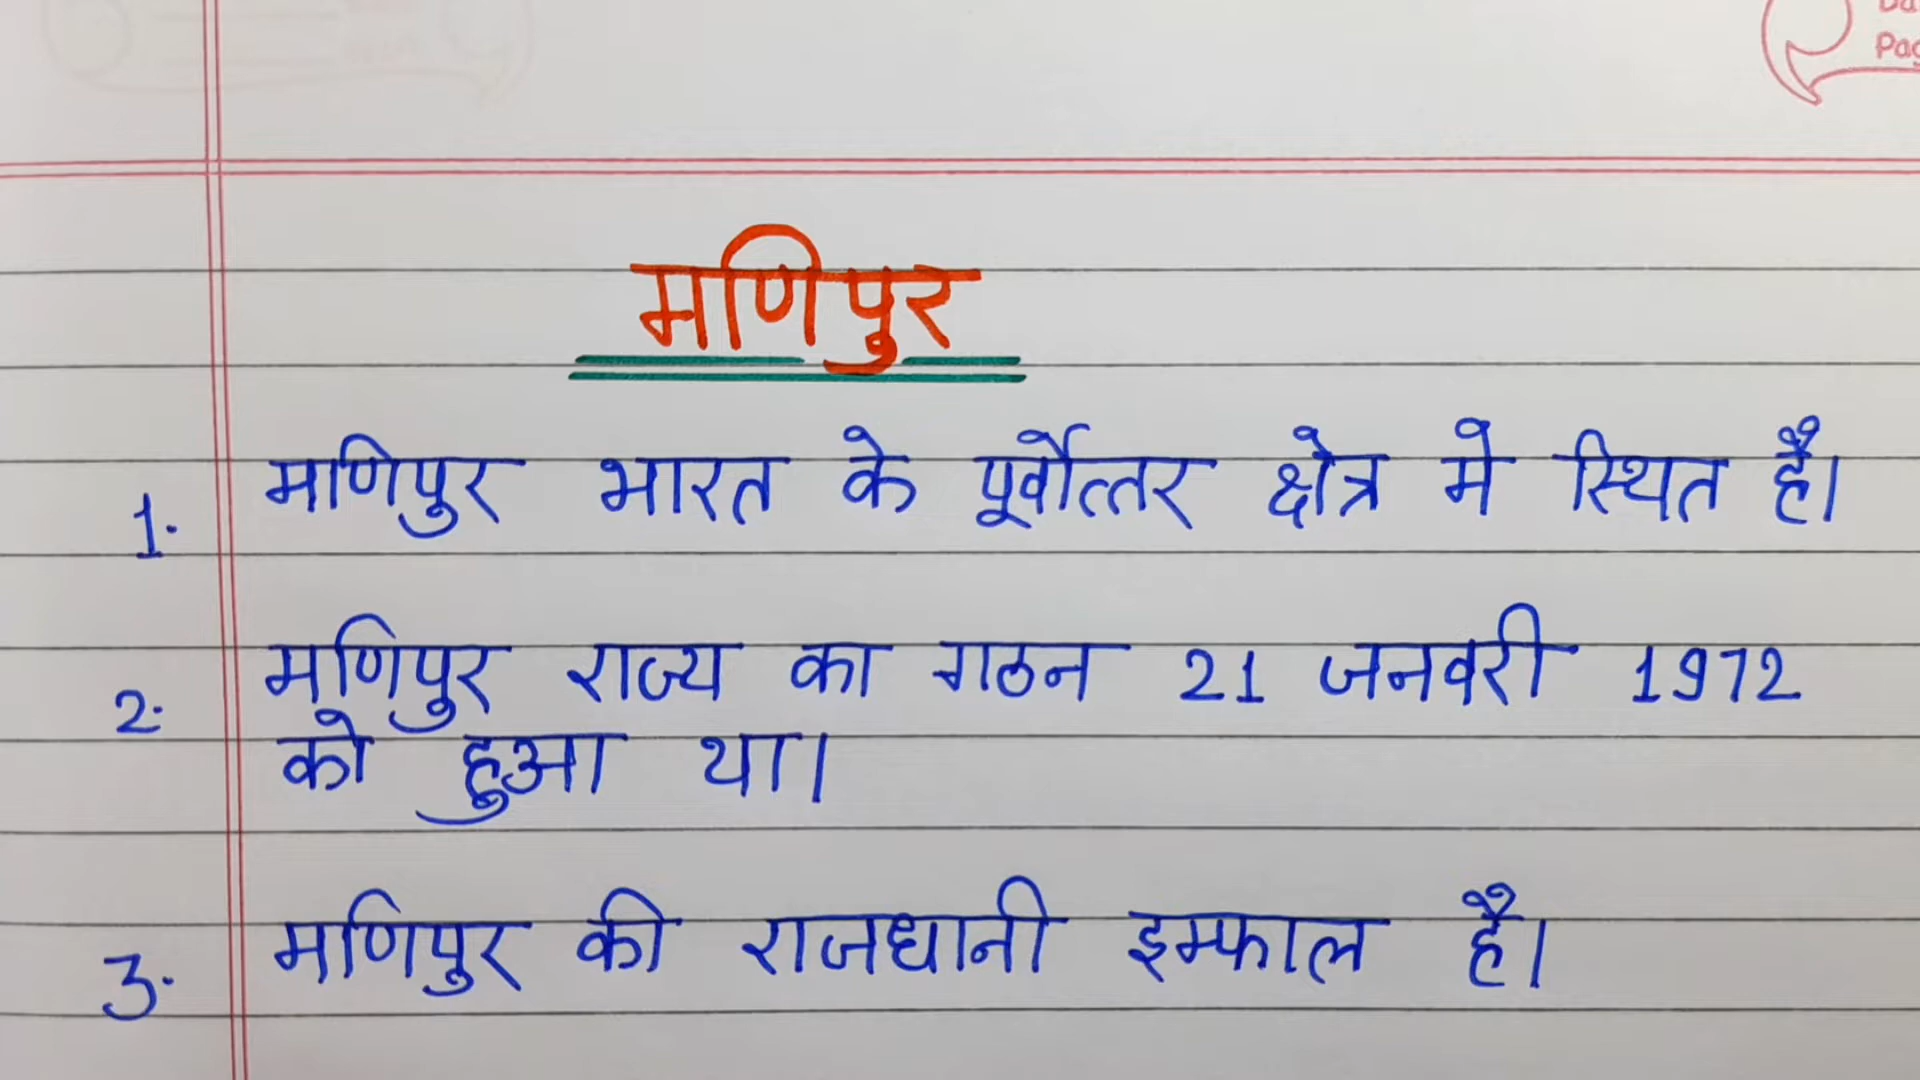 मणिपुर
1. मणिपुर भारत के पूर्वोत्तर क्षेत्र मे स्थित है।
2. मणिपुर राज्य का गठन 21 जनवरी 1972
को हुआ था।
3. मणिपुर की राजधानी इम्फाल है।